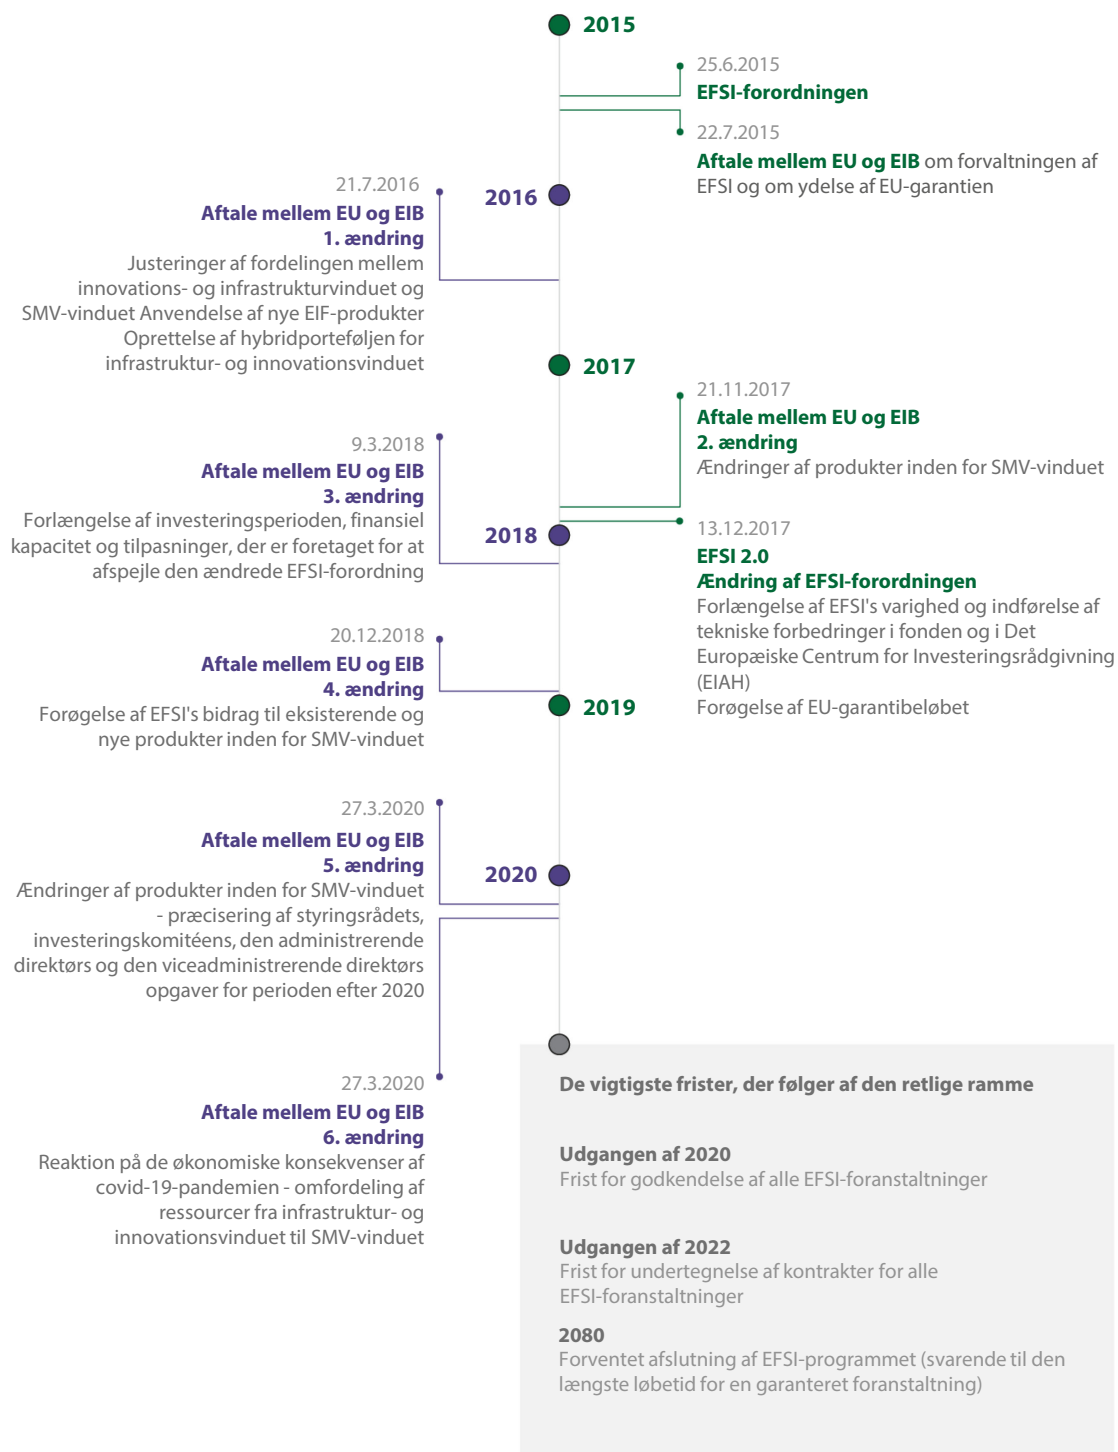 2015
25.6.2015
EFSI-forordningen
22.7.2015
Aftale mellem EU og EIB om forvaltningen af
EFSI og om ydelse af EU-garantien
2016
21.7.2016
Aftale mellem EU og EIB
1. ændring
Justeringer af fordelingen mellem
innovations- og infrastrukturvinduet og
SMV-vinduet Anvendelse af nye EIF-produkter
Oprettelse af hybridporteføljen for
infrastruktur- og innovationsvinduet
2017
21.11.2017
Aftale mellem EU og EIB
2. ændring
Ændringer af produkter inden for SMV-vinduet
13.12.2017
EFSI 2.0
Ændring af EFSI-forordningen
Forlængelse af EFSI's varighed og indførelse af
tekniske forbedringer i fonden og i Det
Europæiske Centrum for Investeringsrådgivning
(EIAH)
Forøgelse af EU-garantibeløbet
2018
9.3.2018
Aftale mellem EU og EIB
3. ændring
Forlængelse af investeringsperioden, finansiel
kapacitet og tilpasninger, der er foretaget for at
afspejle den ændrede EFSI-forordning
20.12.2018
Aftale mellem EU og EIB
4. ændring
Forøgelse af EFSI's bidrag til eksisterende og
nye produkter inden for SMV-vinduet
2019
2020
27.3.2020
Aftale mellem EU og EIB
5. ændring
Ændringer af produkter inden for SMV-vinduet
- præcisering af styringsrådets,
investeringskomitéens, den administrerende
direktørs og den viceadministrerende direktørs
opgaver for perioden efter 2020
27.3.2020
Aftale mellem EU og EIB
6. ændring
Reaktion på de økonomiske konsekvenser af
covid-19-pandemien - omfordeling af
ressourcer fra infrastruktur- og
innovationsvinduet til SMV-vinduet
De vigtigste frister, der følger af den retlige ramme
Udgangen af 2020
Frist for godkendelse af alle EFSI-foranstaltninger
Udgangen af 2022
Frist for undertegnelse af kontrakter for alle
EFSI-foranstaltninger
2080
Forventet afslutning af EFSI-programmet (svarende til den
længste løbetid for en garanteret foranstaltning)